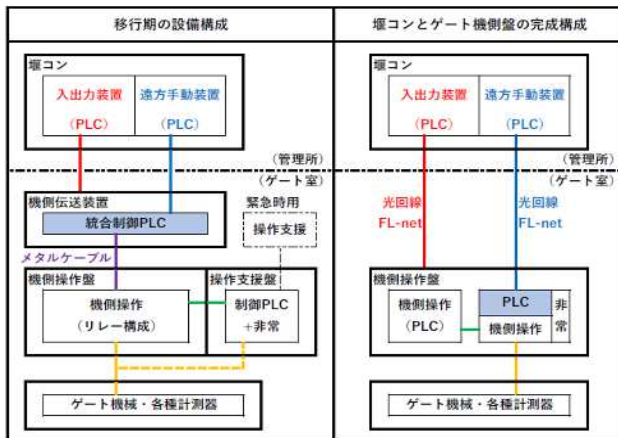 移行期の設備構成
堰コン
入出力装置
(PLC)
遠方手動装置
(PLC)
(管理所)
(ゲート室)
機側伝送装置
統合制御PLC
緊急時用
操作支援
メタルケーブル
機側操作盤
機側操作
(リレー構成)
操作支援盤
制御PLC
+非常
ゲート機械・各種計測器
堰コンとゲート機側盤の完成構成
堰コン
入出力装置
(PLC)
遠方手動装置
(PLC)
(管理所)
(ゲート室)
光回線
FL-net
光回線
FL-net
機側操作盤
機側操作
(PLC)
PLC
機側操作
非常
ゲート機械・各種計測器